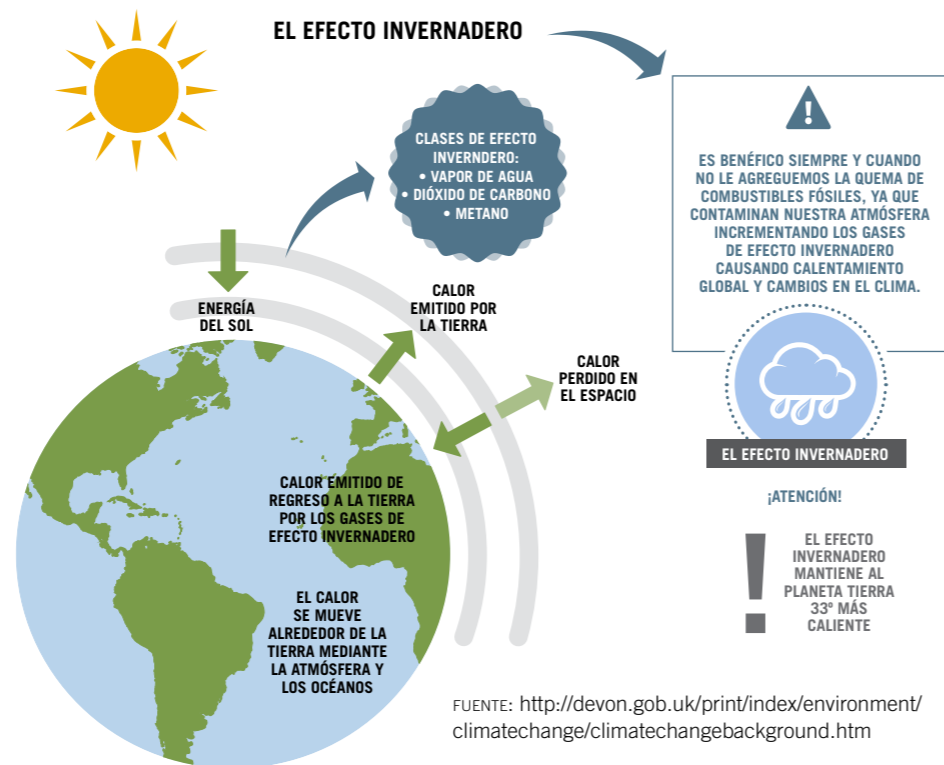 EL EFECTO INVERNADERO
CLASES DE EFECTO
INVERNDERO:
• VAPOR DE AGUA
• DIÓXIDO DE CARBONO
• METANO
ES BENÉFICO SIEMPRE Y CUANDO
NO LE AGREGUEMOS LA QUEMA DE
COMBUSTIBLES FÓSILES, YA QUE
CONTAMINAN NUESTRA ATMÓSFERA
INCREMENTANDO LOS GASES
DE EFECTO INVERNADERO
CAUSANDO CALENTAMIENTO
GLOBAL Y CAMBIOS EN EL CLIMA.
ENERGÍA
DEL SOL
CALOR
EMITIDO POR
LA TIERRA
CALOR
PERDIDO EN
EL ESPACIO
EL EFECTO INVERNADERO
CALOR EMITIDO DE
REGRESO A LA TIERRA
POR LOS GASES DE
EFECTO INVERNADERO
EL CALOR
SE MUEVE
ALREDEDOR DE LA
TIERRA MEDIANTE
LA ATMÓSFERA Y
LOS OCÉANOS
¡ATENCIÓN!
EL EFECTO
INVERNADERO
MANTIENE AL
PLANETA TIERRA
33º MÁS
CALIENTE
FUENTE: http://devon.gob.uk/print/index/environment/
climatechange/climatechangebackground.htm